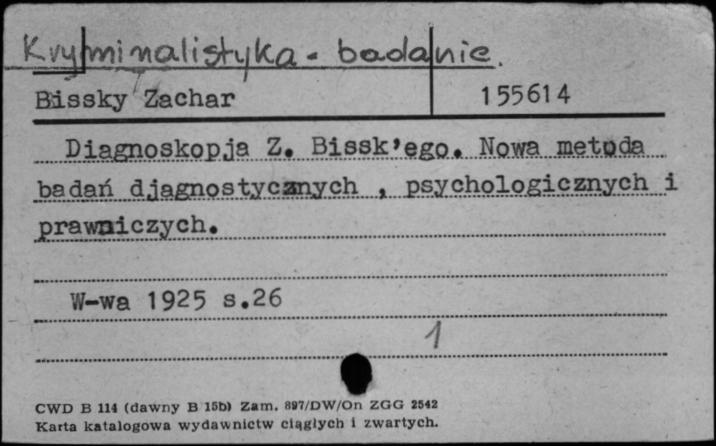 Kryminalistyka - badanie.
Bissky Zachar 155614
Diagnoskopja Z. Bissk'ego. Nowa metoda
badań djagnostycznych , psychologicznych i
prawniczych.
W-wa 1925 s.26
1
CWD B 114 (dawny B 15b) Zam. 897/DW/On ZGG 2542
Karta katalogowa wydawnictw ciągłych i zwartych.